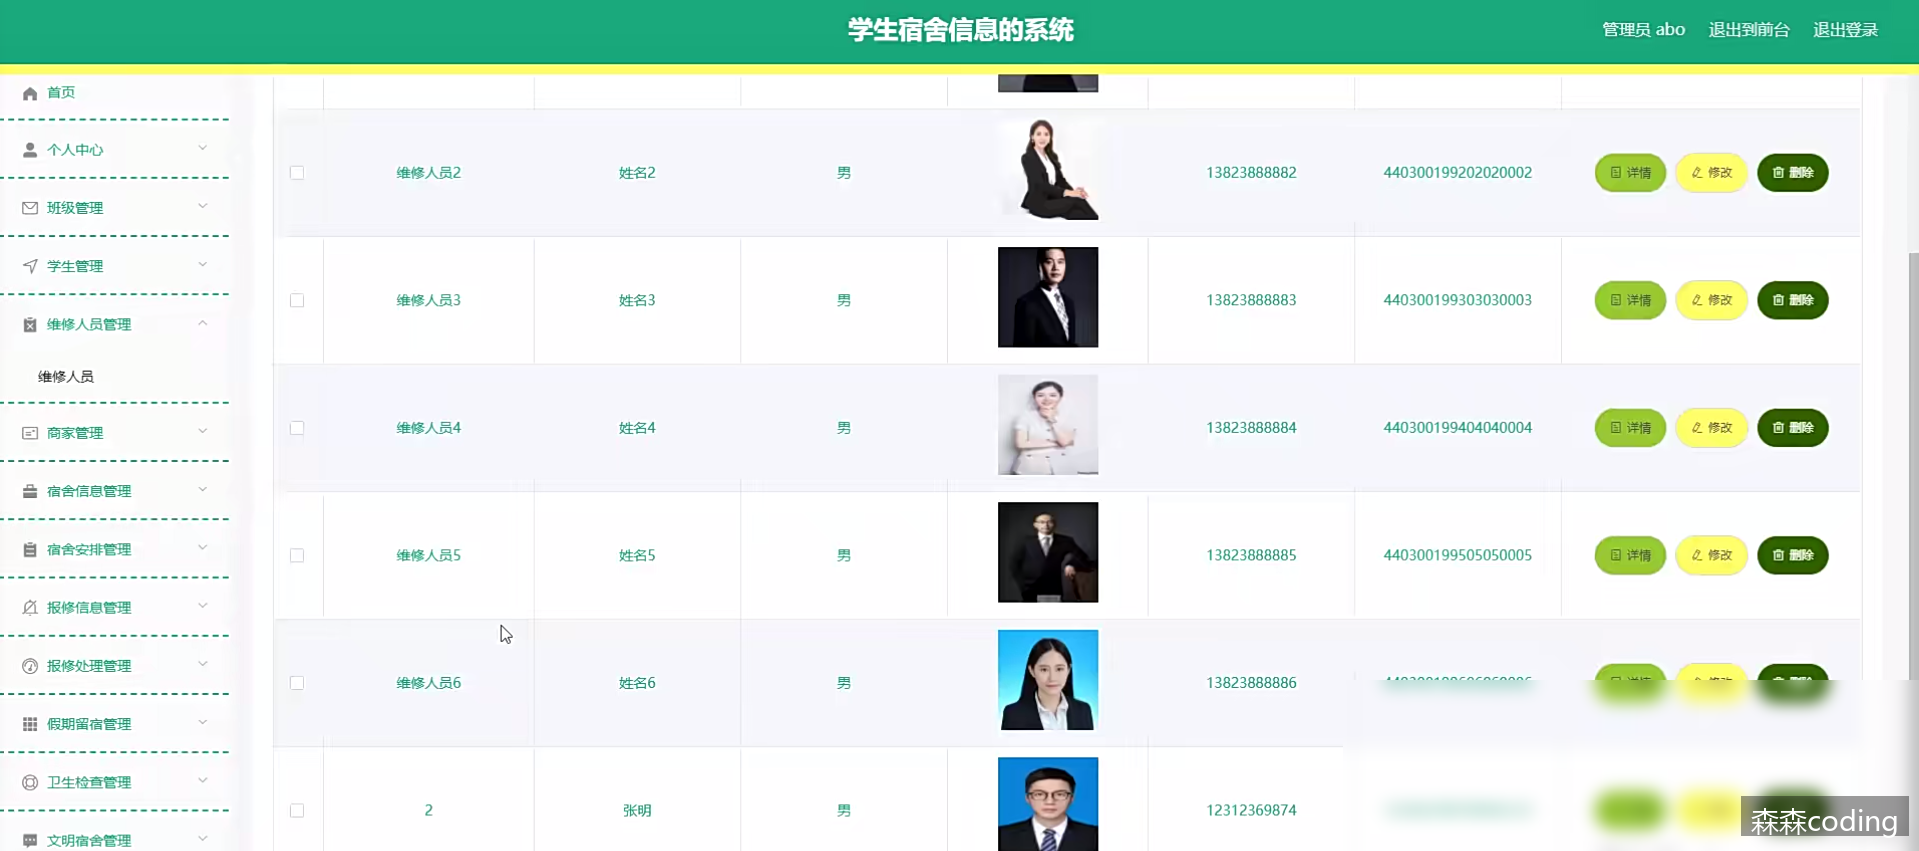 学生宿舍信息的系统
管理员 abo 退出到前台 退出登录
首页
个人中心
班级管理
学生管理
维修人员管理
维修人员
商家管理
宿舍信息管理
宿舍安排管理
报修信息管理
报修处理管理
假期留宿管理
卫生检查管理
文明宿舍管理
维修人员2 姓名2 男 13823888882 440300199202020002 详情 修改 删除
维修人员3 姓名3 男 13823888883 440300199303030003 详情 修改 删除
维修人员4 姓名4 男 13823888884 440300199404040004 详情 修改 删除
维修人员5 姓名5 男 13823888885 440300199505050005 详情 修改 删除
维修人员6 姓名6 男 13823888886
2 张明 男 12312369874
森森coding